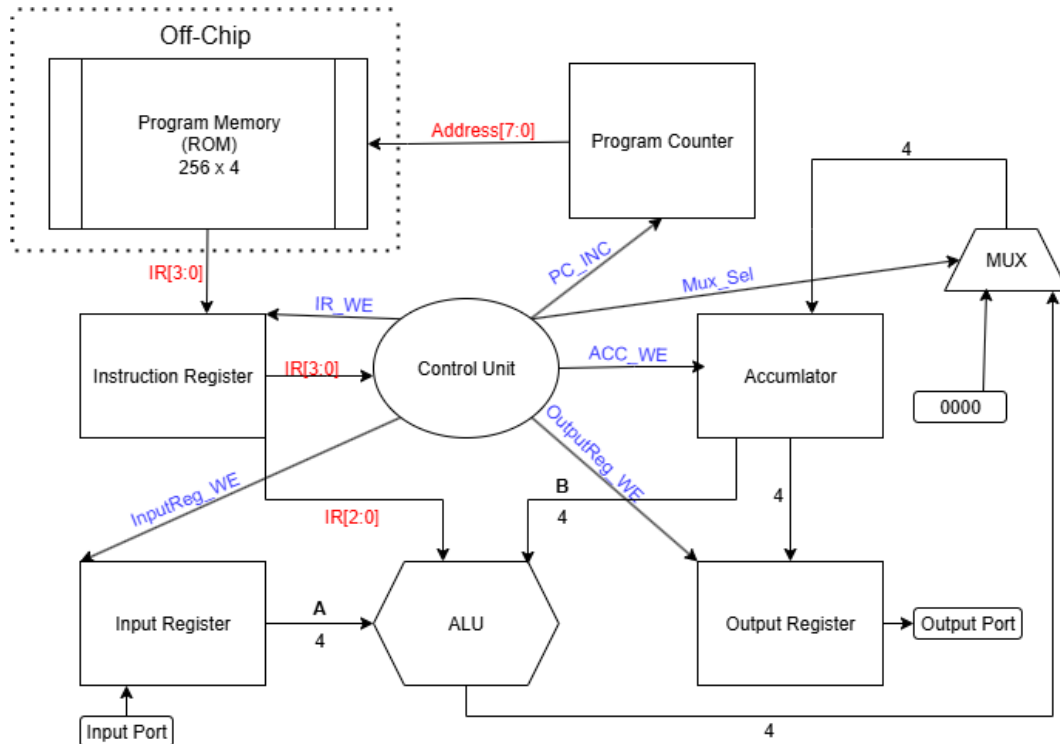 Off-Chip
Program Memory
(ROM)
256 x 4
Address[7:0]
Program Counter
4
MUX
IR[3:0]
IR_WE
PC_INC
Mux_Sel
Instruction Register
IR[3:0]
Control Unit
ACC_WE
Accumlator
0000
InputReg_WE
OutputReg_WE
IR[2:0]
B
4
4
Input Register
A
4
ALU
Output Register
Output Port
Input Port
4